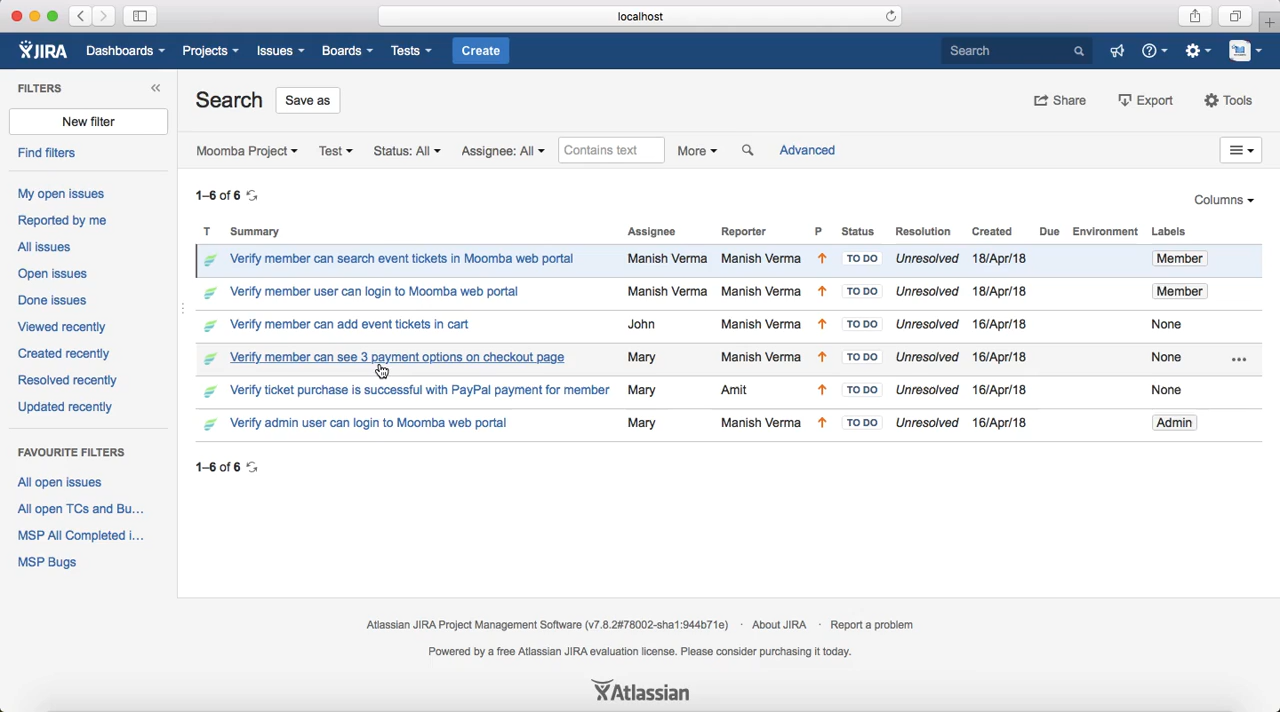 localhost
JIRA Dashboards Projects Issues Boards Tests Create Search
FILTERS
New filter
Find filters
My open issues
Reported by me
All issues
Open issues
Done issues
Viewed recently
Created recently
Resolved recently
Updated recently
FAVOURITE FILTERS
All open issues
All open TCs and Bu...
MSP All Completed i...
MSP Bugs
Search Save as Share Export Tools
Moomba Project Test Status: All Assignee: All Contains text More Advanced
1–6 of 6
Columns
T Summary Assignee Reporter P Status Resolution Created Due Environment Labels
Verify member can search event tickets in Moomba web portal Manish Verma Manish Verma TO DO Unresolved 18/Apr/18 Member
Verify member user can login to Moomba web portal Manish Verma Manish Verma TO DO Unresolved 18/Apr/18 Member
Verify member can add event tickets in cart John Manish Verma TO DO Unresolved 16/Apr/18 None
Verify member can see 3 payment options on checkout page Mary Manish Verma TO DO Unresolved 16/Apr/18 None
Verify ticket purchase is successful with PayPal payment for member Mary Amit TO DO Unresolved 16/Apr/18 None
Verify admin user can login to Moomba web portal Mary Manish Verma TO DO Unresolved 16/Apr/18 Admin
1–6 of 6
Atlassian JIRA Project Management Software (v7.8.2#78002-sha1:944b71e) · About JIRA · Report a problem
Powered by a free Atlassian JIRA evaluation license. Please consider purchasing it today.
Atlassian